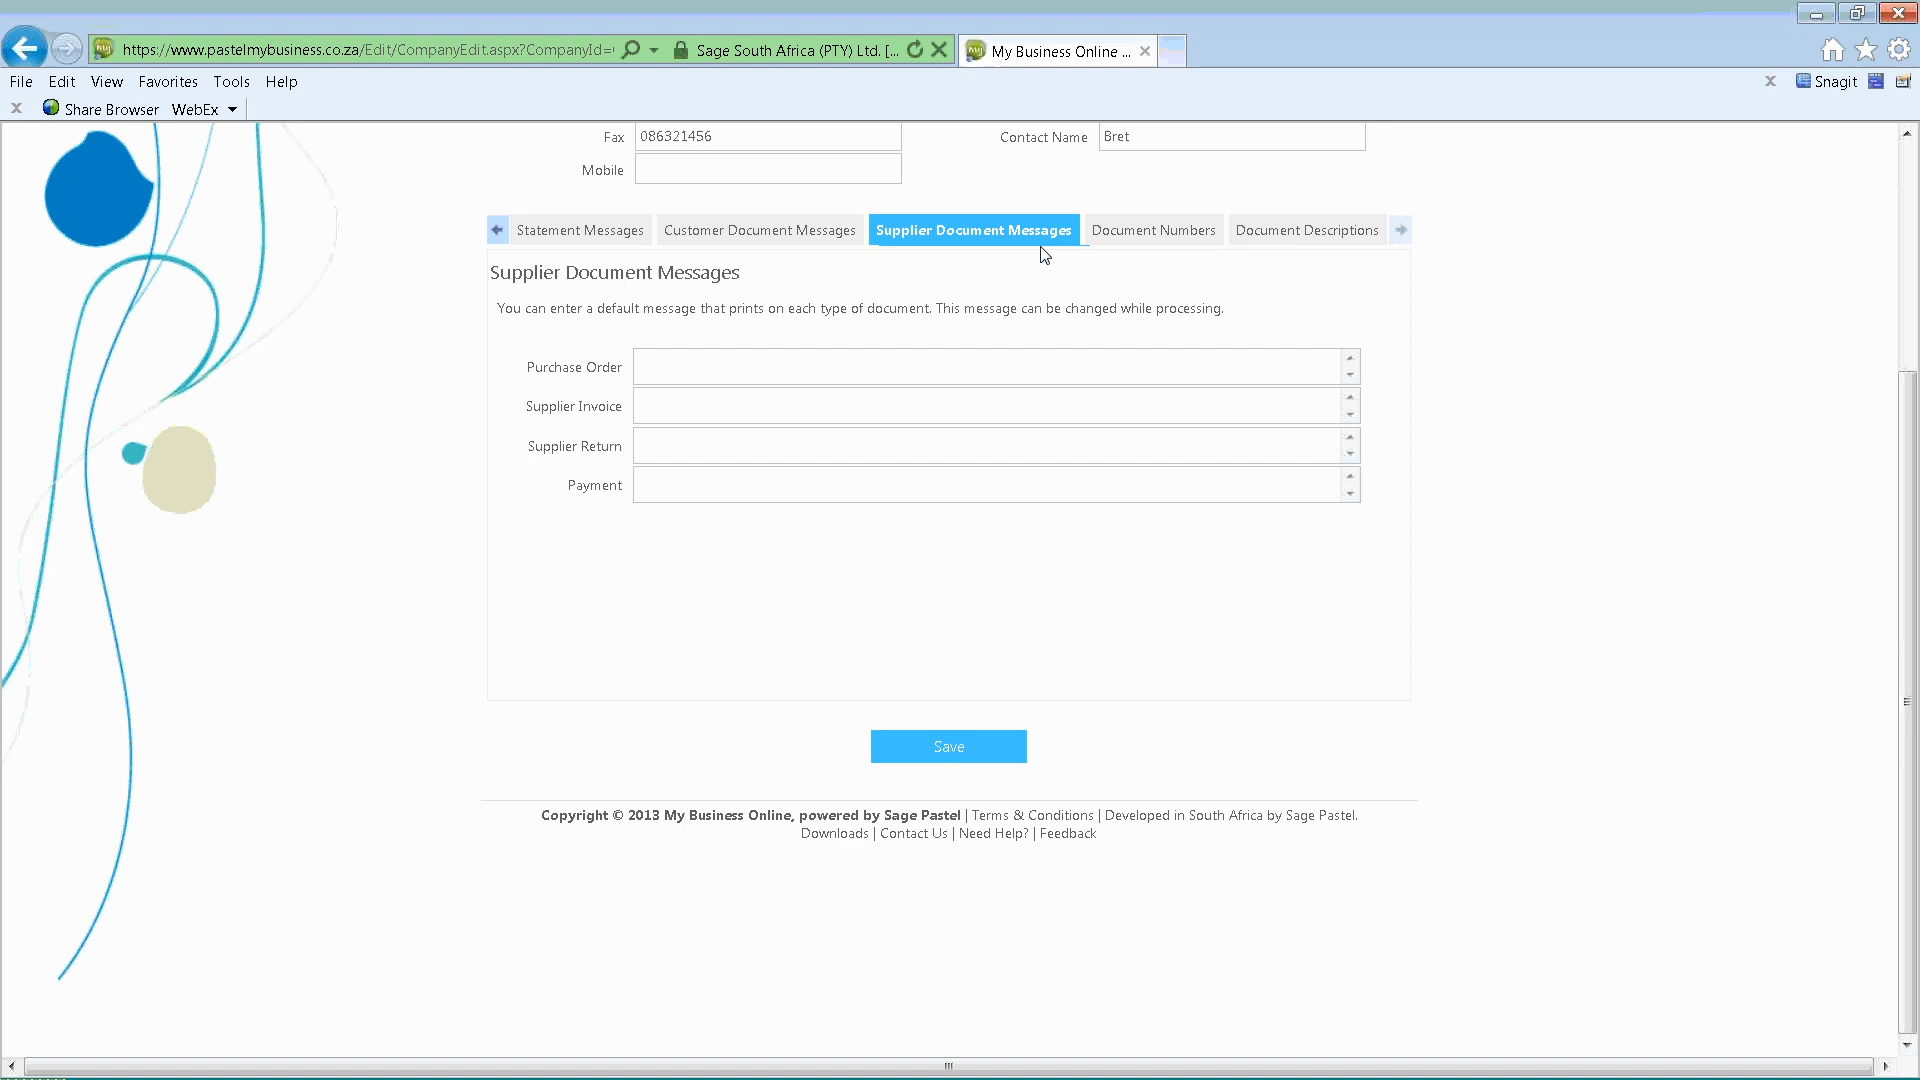 https://www.pastelmybusiness.co.za/Edit/CompanyEdit.aspx?CompanyId= Sage South Africa (PTY) Ltd. [... My Business Online ...
File Edit View Favorites Tools Help Snagit
Share Browser WebEx
Fax 086321456 Contact Name Bret
Mobile
Statement Messages Customer Document Messages Supplier Document Messages Document Numbers Document Descriptions
Supplier Document Messages
You can enter a default message that prints on each type of document. This message can be changed while processing.
Purchase Order
Supplier Invoice
Supplier Return
Payment
Save
Copyright © 2013 My Business Online, powered by Sage Pastel | Terms & Conditions | Developed in South Africa by Sage Pastel.
Downloads | Contact Us | Need Help? | Feedback